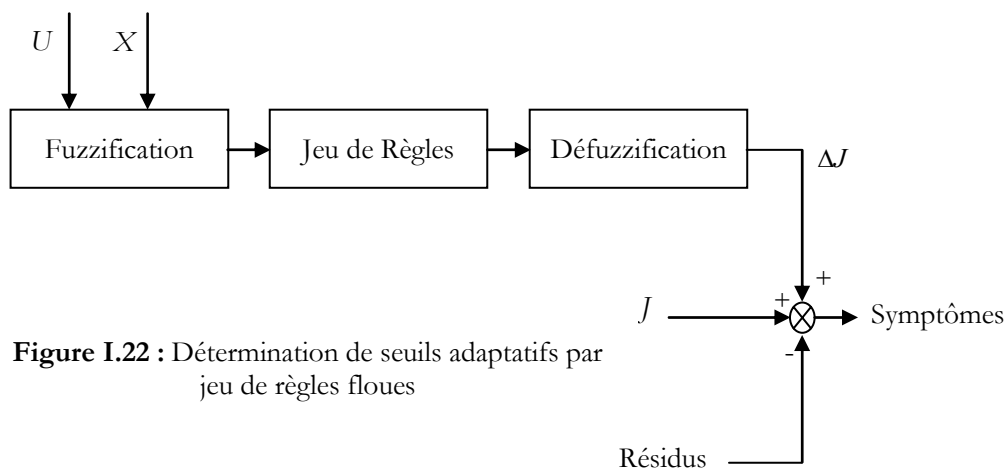 U X
Fuzzification Jeu de Règles Défuzzification
ΔJ
+
J + Symptômes
-
Figure I.22 : Détermination de seuils adaptatifs par
jeu de règles floues
Résidus